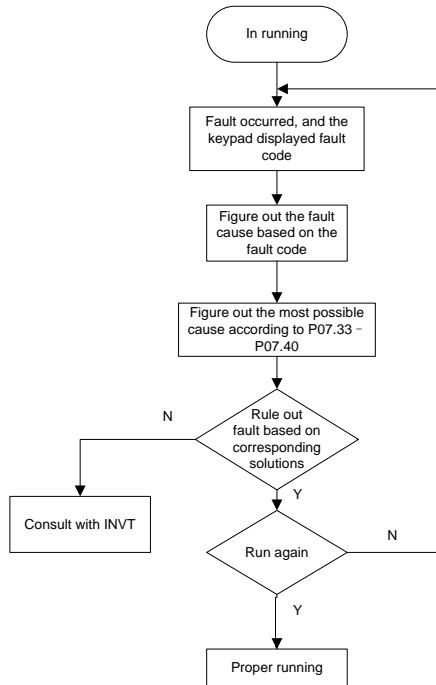 In running
Fault occurred, and the
keypad displayed fault
code
Figure out the fault
cause based on the
fault code
Figure out the most possible
cause according to P07.33﹣
P07.40
N
Rule out
fault based on
corresponding
solutions
Y
Consult with INVT
Run again
N
Y
Proper running